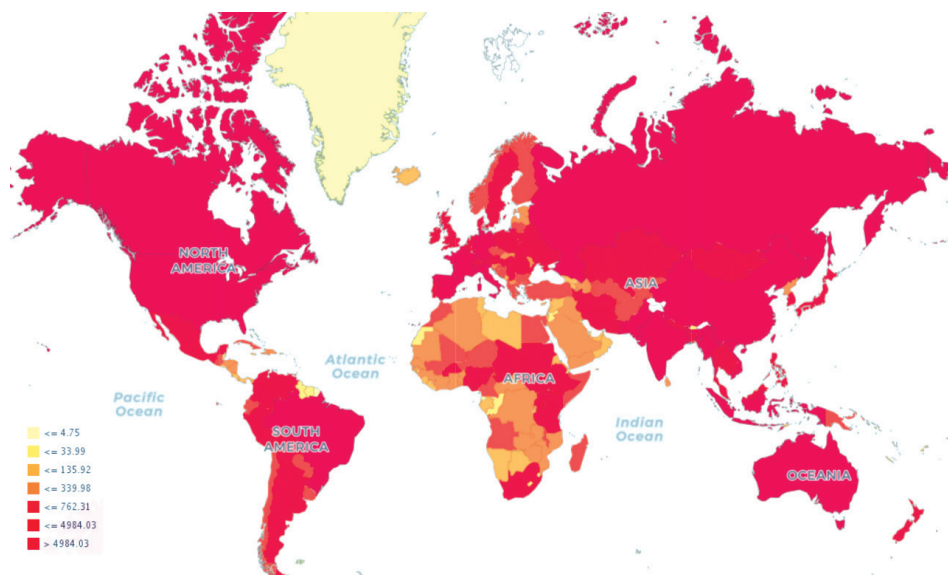 NORTH
AMERICA
ASIA
Atlantic
Ocean
AFRICA
Pacific
Ocean
Indian
Ocean
SOUTH
AMERICA
OCEANIA
<= 4.75
<= 33.99
<= 135.92
<= 339.98
<= 762.31
<= 4984.03
> 4984.03